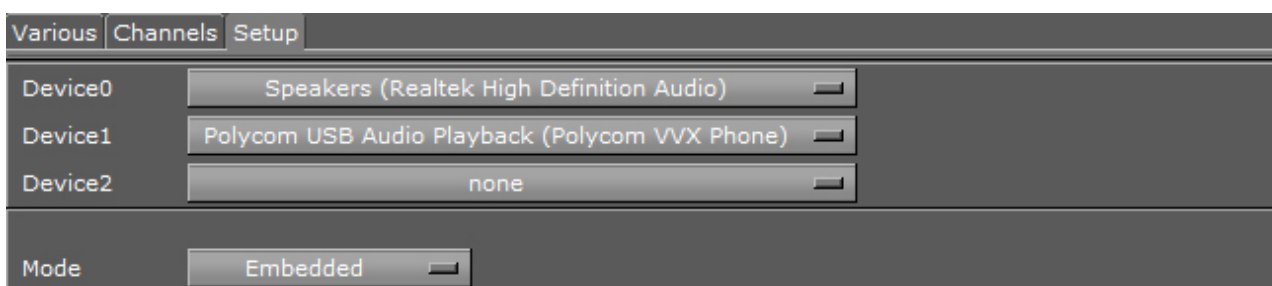 Various Channels Setup
Device0 Speakers (Realtek High Definition Audio)
Device1 Polycom USB Audio Playback (Polycom VVX Phone)
Device2 none
Mode Embedded